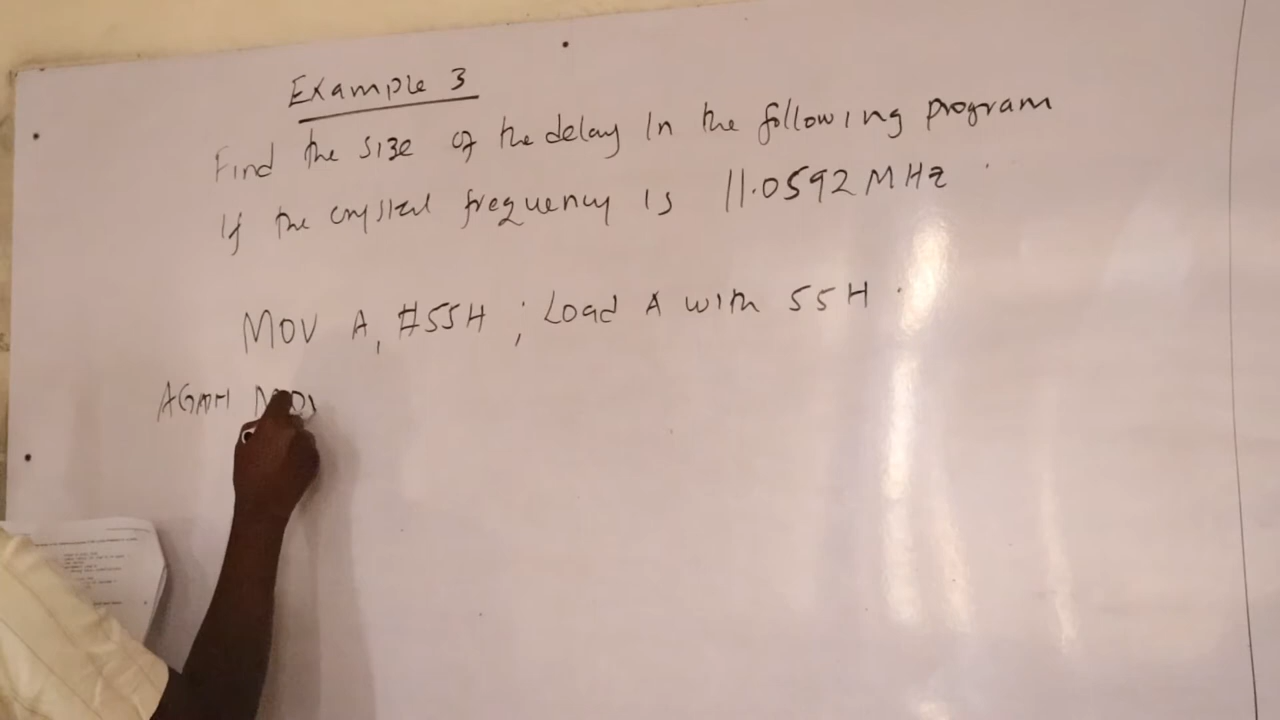 Example 3
Find the size of the delay In the following program
If the crystal frequency is 11.0592 MHz
MOV A, #55H ; Load A with 55H
AGAIN MOV